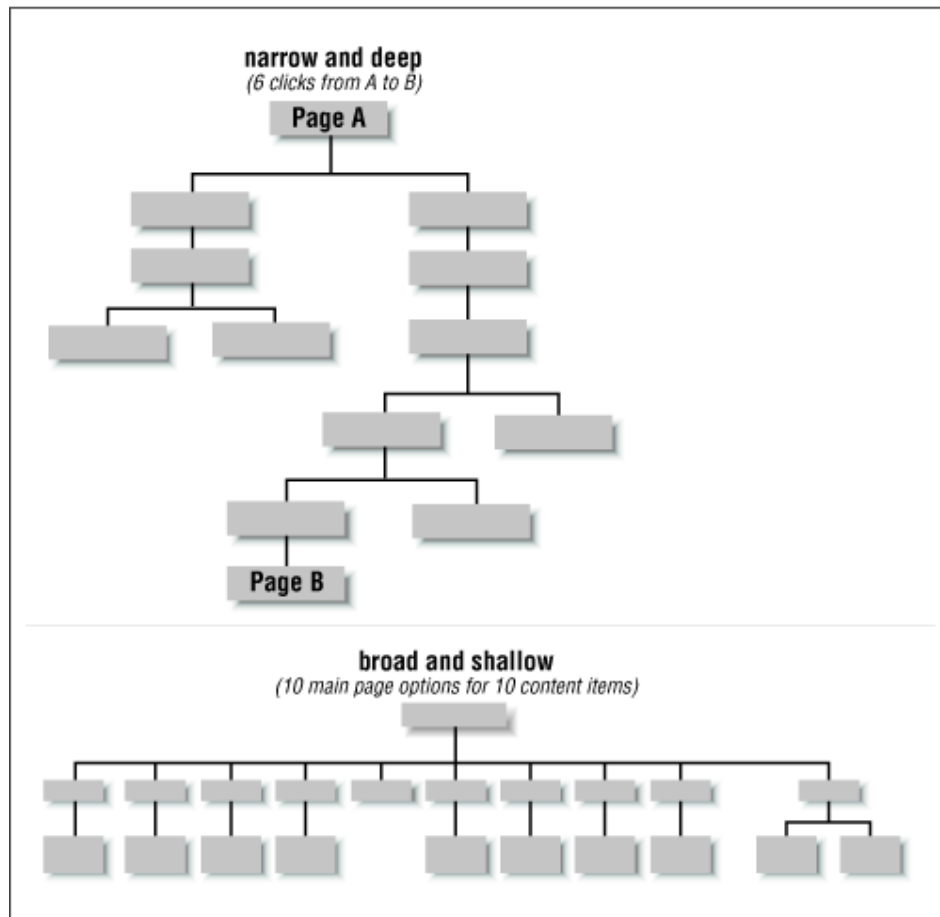 narrow and deep
(6 clicks from A to B)
Page A
Page B
broad and shallow
(10 main page options for 10 content items)